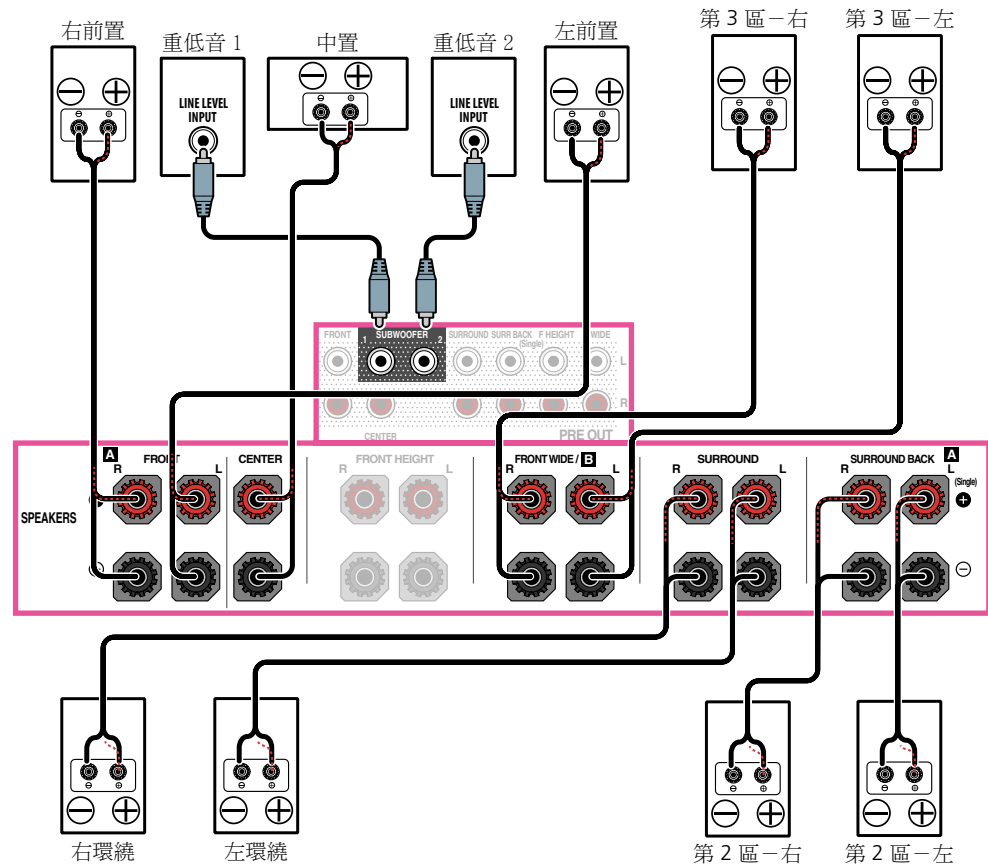 右前置
重低音 1
中置
重低音 2
左前置
第 3 區－右
第 3 區－左
LINE LEVEL
INPUT
LINE LEVEL
INPUT
FRONT
SUBWOOFER
SURROUND
SURR BACK
F HEIGHT
WIDE
1
2
(Single)
L
R
CENTER
PRE OUT
A
FRONT
R
L
CENTER
FRONT HEIGHT
R
L
FRONT WIDE / B
R
L
SURROUND
R
L
SURROUND BACK
A
R
L
(Single)
SPEAKERS
右環繞
左環繞
第 2 區－右
第 2 區－左